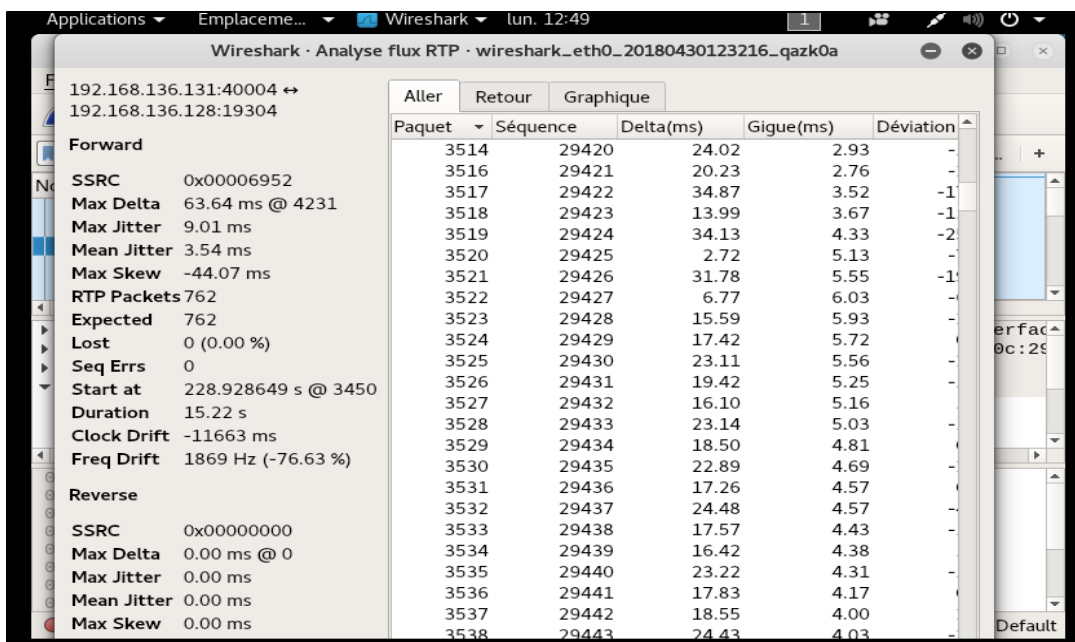 Applications Emplaceme... Wireshark lun. 12:49 1
Wireshark · Analyse flux RTP · wireshark_eth0_20180430123216_qazk0a
192.168.136.131:40004 ↔
192.168.136.128:19304
Forward
SSRC 0x00006952
Max Delta 63.64 ms @ 4231
Max Jitter 9.01 ms
Mean Jitter 3.54 ms
Max Skew -44.07 ms
RTP Packets 762
Expected 762
Lost 0 (0.00 %)
Seq Errs 0
Start at 228.928649 s @ 3450
Duration 15.22 s
Clock Drift -11663 ms
Freq Drift 1869 Hz (-76.63 %)
Reverse
SSRC 0x00000000
Max Delta 0.00 ms @ 0
Max Jitter 0.00 ms
Mean Jitter 0.00 ms
Max Skew 0.00 ms
Aller Retour Graphique
Paquet Séquence Delta(ms) Gigue(ms) Déviation
3514 29420 24.02 2.93
3516 29421 20.23 2.76
3517 29422 34.87 3.52
3518 29423 13.99 3.67
3519 29424 34.13 4.33
3520 29425 2.72 5.13
3521 29426 31.78 5.55
3522 29427 6.77 6.03
3523 29428 15.59 5.93
3524 29429 17.42 5.72
3525 29430 23.11 5.56
3526 29431 19.42 5.25
3527 29432 16.10 5.16
3528 29433 23.14 5.03
3529 29434 18.50 4.81
3530 29435 22.89 4.69
3531 29436 17.26 4.57
3532 29437 24.48 4.57
3533 29438 17.57 4.43
3534 29439 16.42 4.38
3535 29440 23.22 4.31
3536 29441 17.83 4.17
3537 29442 18.55 4.00
3538 29443 24.43 4.03
erfac
0c:29
Default